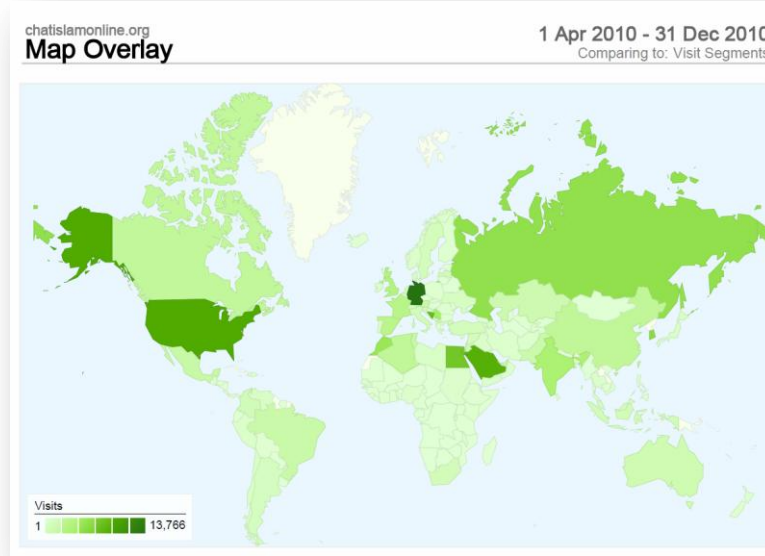 chatislamonline.org
Map Overlay
1 Apr 2010 - 31 Dec 2010
Comparing to: Visit Segments
Visits
1 13,766